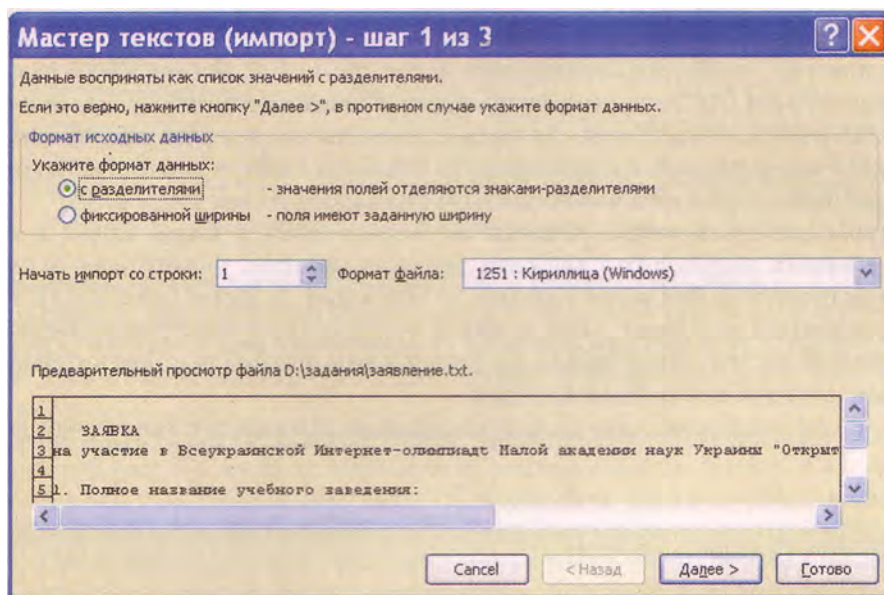 Мастер текстов (импорт) - шаг 1 из 3
Данные восприняты как список значений с разделителями.
Если это верно, нажмите кнопку "Далее >", в противном случае укажите формат данных.
Формат исходных данных
Укажите формат данных:
с разделителями - значения полей отделяются знаками-разделителями
фиксированной ширины - поля имеют заданную ширину
Начать импорт со строки: 1 Формат файла: 1251 : Кириллица (Windows)
Предварительный просмотр файла D:\задания\заявление.txt.
1
2 ЗАЯВКА
3 на участие в Всеукраинской Интернет-олимпиадt Малой академии наук Украины "Открыт
4
5 1. Полное название учебного заведения:
Cancel < Назад Далее > Готово